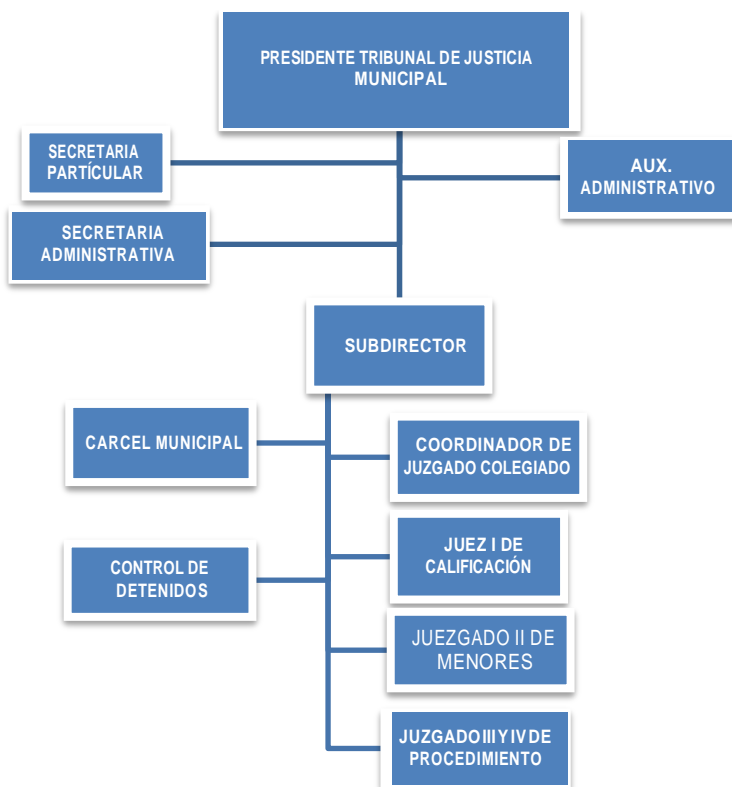 PRESIDENTE TRIBUNAL DE JUSTICIA
MUNICIPAL
SECRETARIA
PARTÍCULAR
AUX.
ADMINISTRATIVO
SECRETARIA
ADMINISTRATIVA
SUBDIRECTOR
CARCEL MUNICIPAL
COORDINADOR DE
JUZGADO COLEGIADO
JUEZ I DE
CALIFICACIÓN
CONTROL DE
DETENIDOS
JUEZGADO II DE
MENORES
JUZGADO III Y IV DE
PROCEDIMIENTO